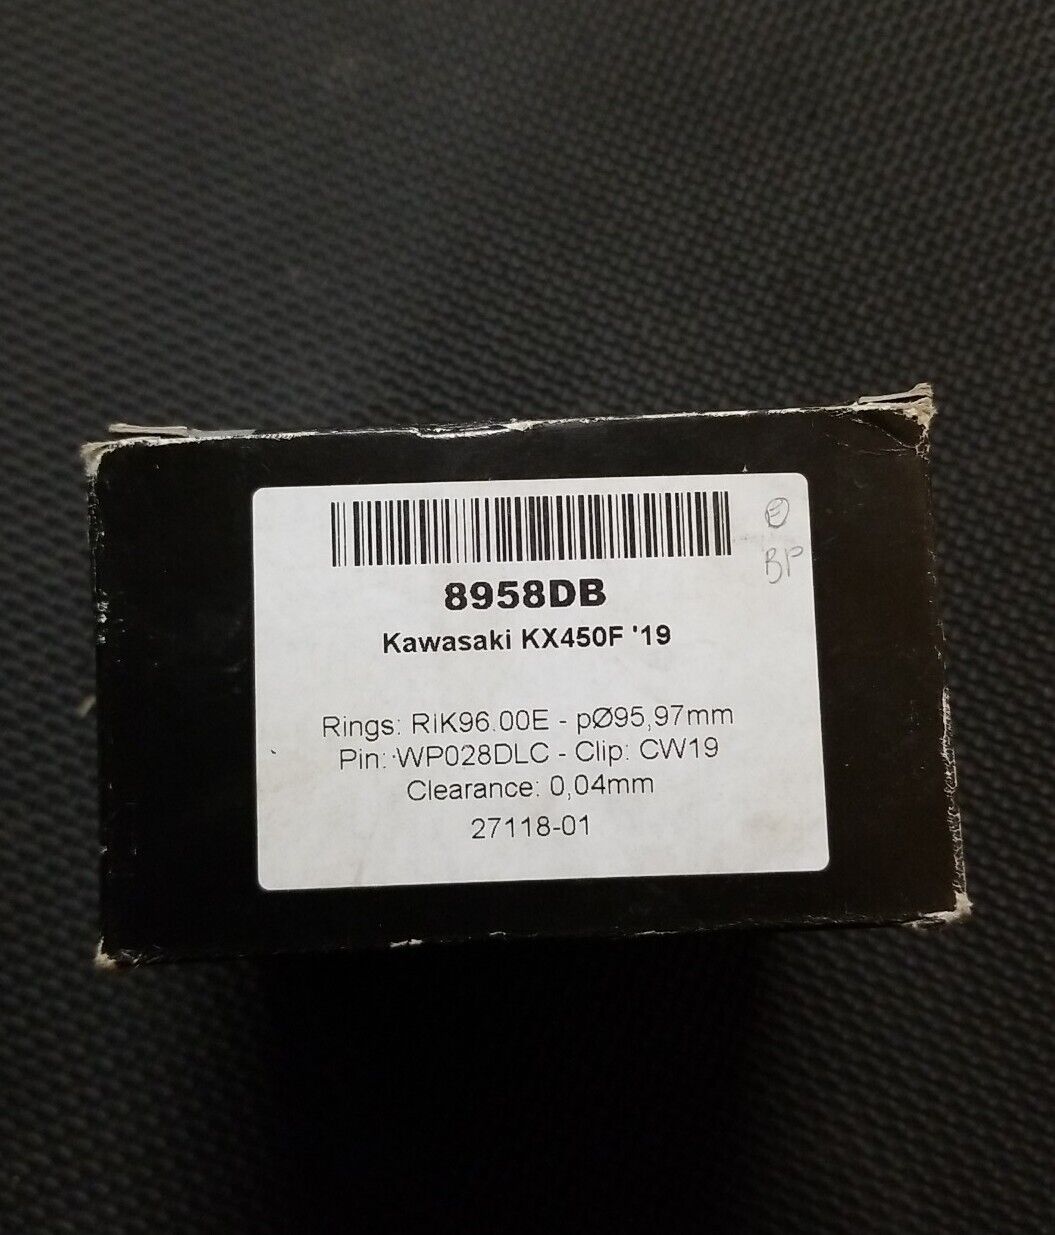 8958DB
Kawasaki KX450F '19
Rings: RIK96.00E - pØ95,97mm
Pin: WP028DLC - Clip: CW19
Clearance: 0,04mm
27118-01
E
BP